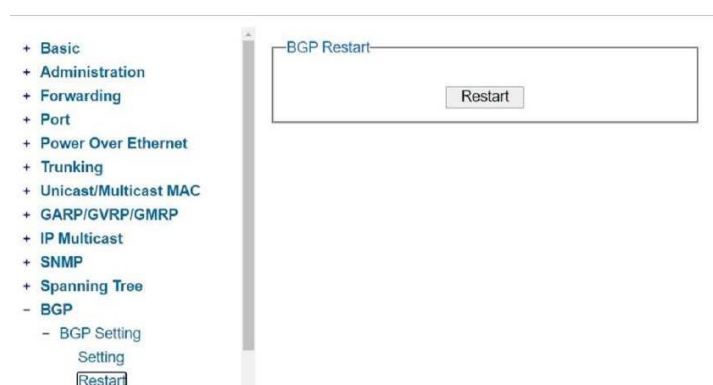 + Basic
+ Administration
+ Forwarding
+ Port
+ Power Over Ethernet
+ Trunking
+ Unicast/Multicast MAC
+ GARP/GVRP/GMRP
+ IP Multicast
+ SNMP
+ Spanning Tree
− BGP
− BGP Setting
Setting
Restart
BGP Restart
Restart